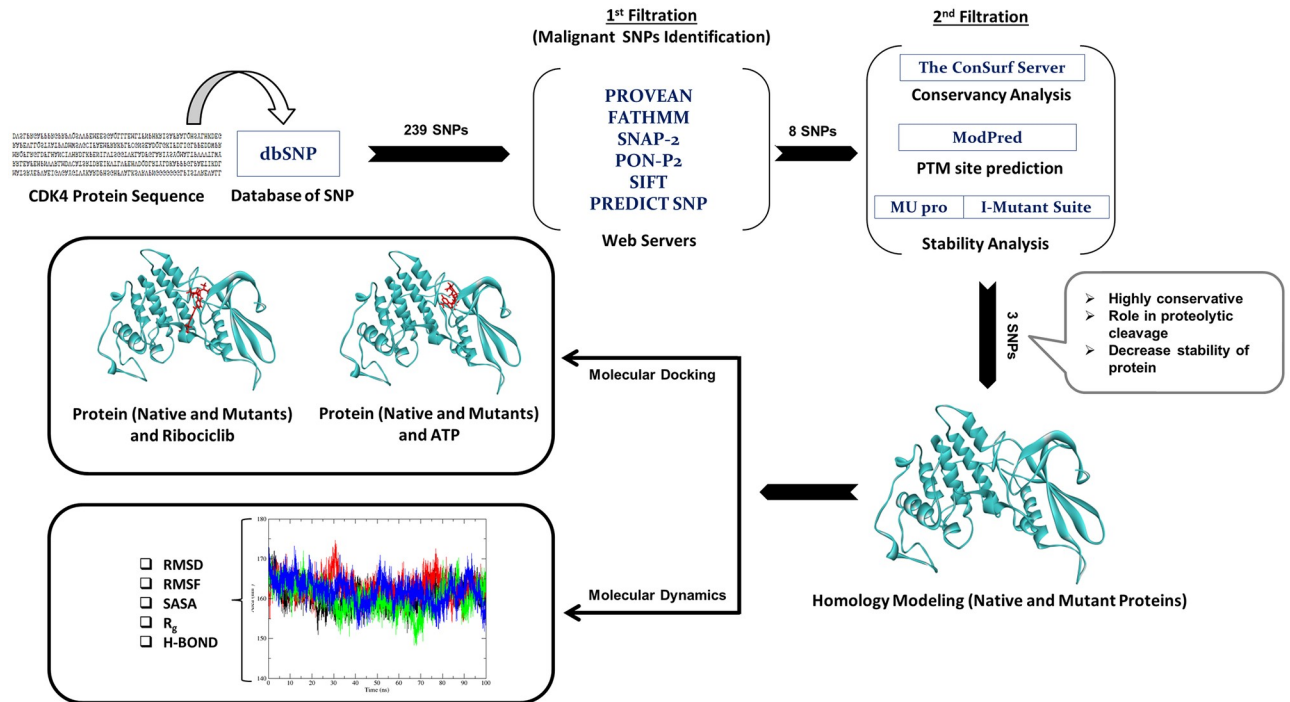 1st Filtration
(Malignant SNPs Identification)
2nd Filtration
CDK4 Protein Sequence
dbSNP
Database of SNP
239 SNPs
PROVEAN
FATHMM
SNAP-2
PON-P2
SIFT
PREDICT SNP
Web Servers
8 SNPs
The ConSurf Server
Conservancy Analysis
ModPred
PTM site prediction
MU pro
I-Mutant Suite
Stability Analysis
3 SNPs
➢ Highly conservative
➢ Role in proteolytic
cleavage
➢ Decrease stability of
protein
Homology Modeling (Native and Mutant Proteins)
Molecular Docking
Protein (Native and Mutants)
and Ribociclib
Protein (Native and Mutants)
and ATP
Molecular Dynamics
❑ RMSD
❑ RMSF
❑ SASA
❑ Rg
❑ H-BOND
180
170
160
150
140
0 10 20 30 40 50 60 70 80 90 100
Time (ns)